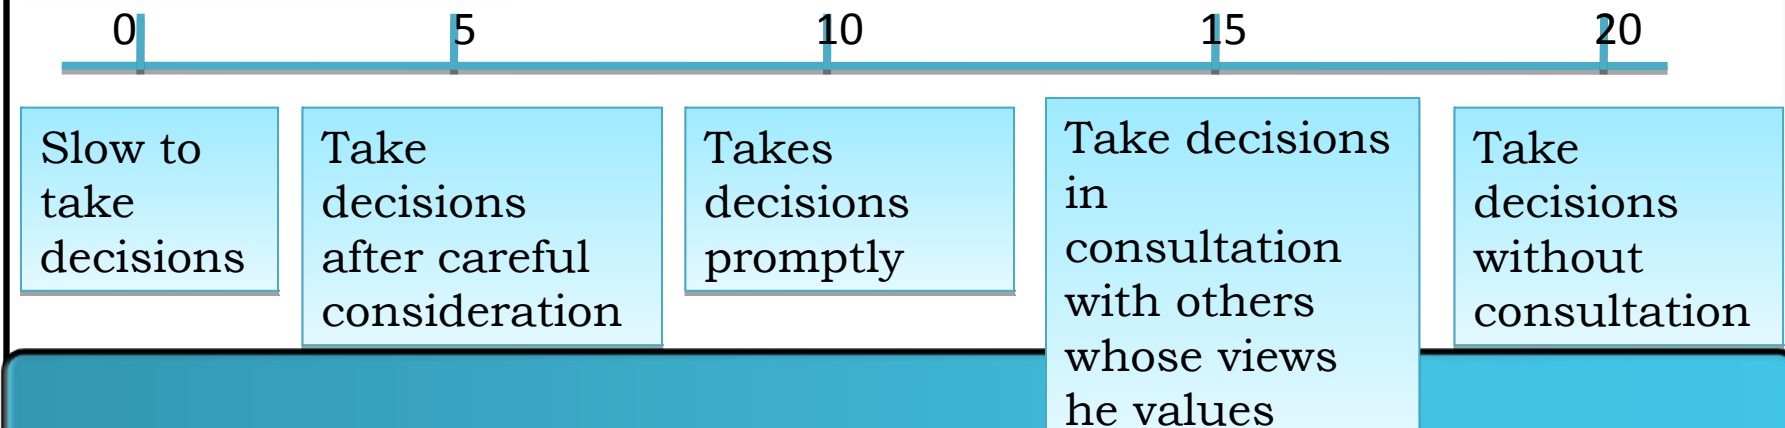 0 5 10 15 20
Slow to
take
decisions
Take
decisions
after careful
consideration
Takes
decisions
promptly
Take decisions
in
consultation
with others
whose views
he values
Take
decisions
without
consultation